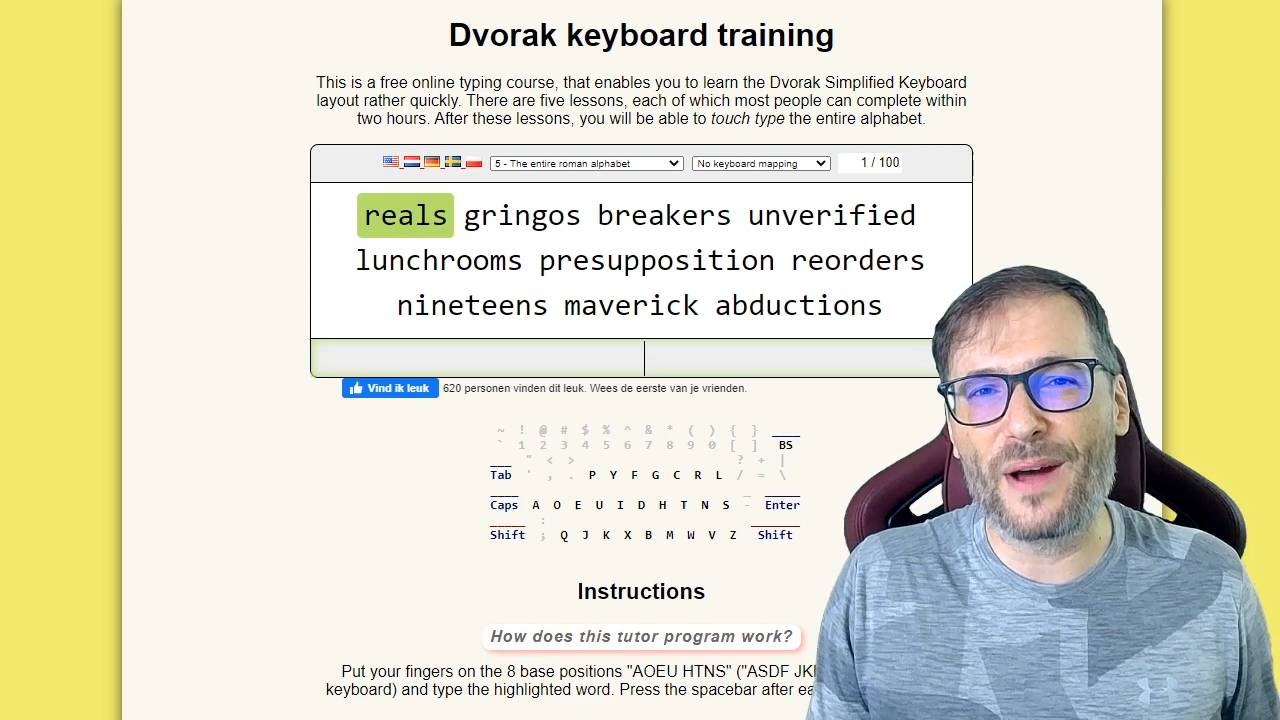 Dvorak keyboard training
This is a free online typing course, that enables you to learn the Dvorak Simplified Keyboard
layout rather quickly. There are five lessons, each of which most people can complete within
two hours. After these lessons, you will be able to touch type the entire alphabet.
5 - The entire roman alphabet No keyboard mapping 1 / 100
reals gringos breakers unverified
lunchrooms presupposition reorders
nineteens maverick abductions
Vind ik leuk 620 personen vinden dit leuk. Wees de eerste van je vrienden.
~ ! @ # $ % ^ & * ( ) { }
` 1 2 3 4 5 6 7 8 9 0 [ ] BS
" < > ? + |
Tab ' , . P Y F G C R L / = \
_
Caps A O E U I D H T N S - Enter
:
Shift ; Q J K X B M W V Z Shift
Instructions
How does this tutor program work?
Put your fingers on the 8 base positions "AOEU HTNS" ("ASDF
keyboard) and type the highlighted word. Press the spacebar after